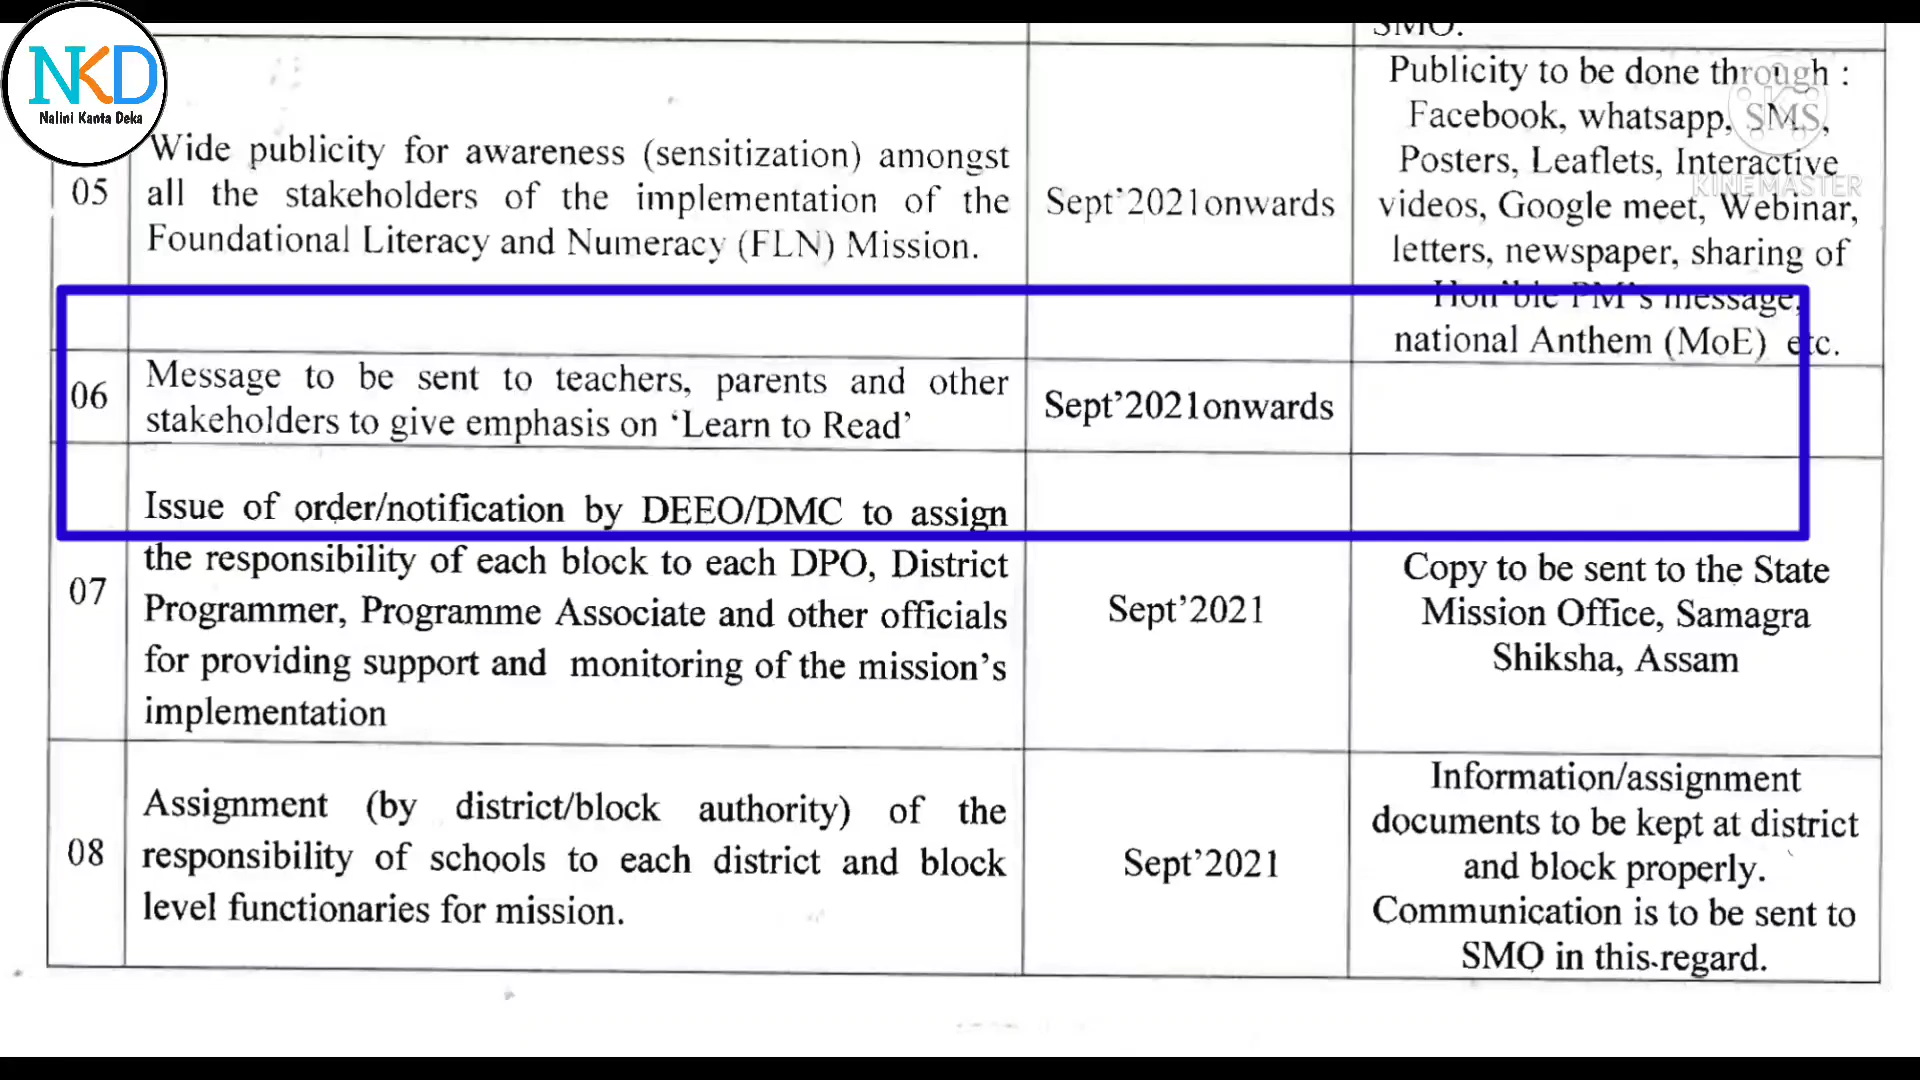 NKD
Nalini Kanta Deka
SMO.
05
Wide publicity for awareness (sensitization) amongst
all the stakeholders of the implementation of the
Foundational Literacy and Numeracy (FLN) Mission.
Sept'2021onwards
Publicity to be done through :
Facebook, whatsapp, SMS,
Posters, Leaflets, Interactive
videos, Google meet, Webinar,
letters, newspaper, sharing of
Hon'ble PM's message,
national Anthem (MoE) etc.
KINEMASTER
06
Message to be sent to teachers, parents and other
stakeholders to give emphasis on ‘Learn to Read’
Sept’2021onwards
07
Issue of order/notification by DEEO/DMC to assign
the responsibility of each block to each DPO, District
Programmer, Programme Associate and other officials
for providing support and monitoring of the mission’s
implementation
Sept’2021
Copy to be sent to the State
Mission Office, Samagra
Shiksha, Assam
08
Assignment (by district/block authority) of the
responsibility of schools to each district and block
level functionaries for mission.
Sept’2021
Information/assignment
documents to be kept at district
and block properly.
Communication is to be sent to
SMO in this regard.